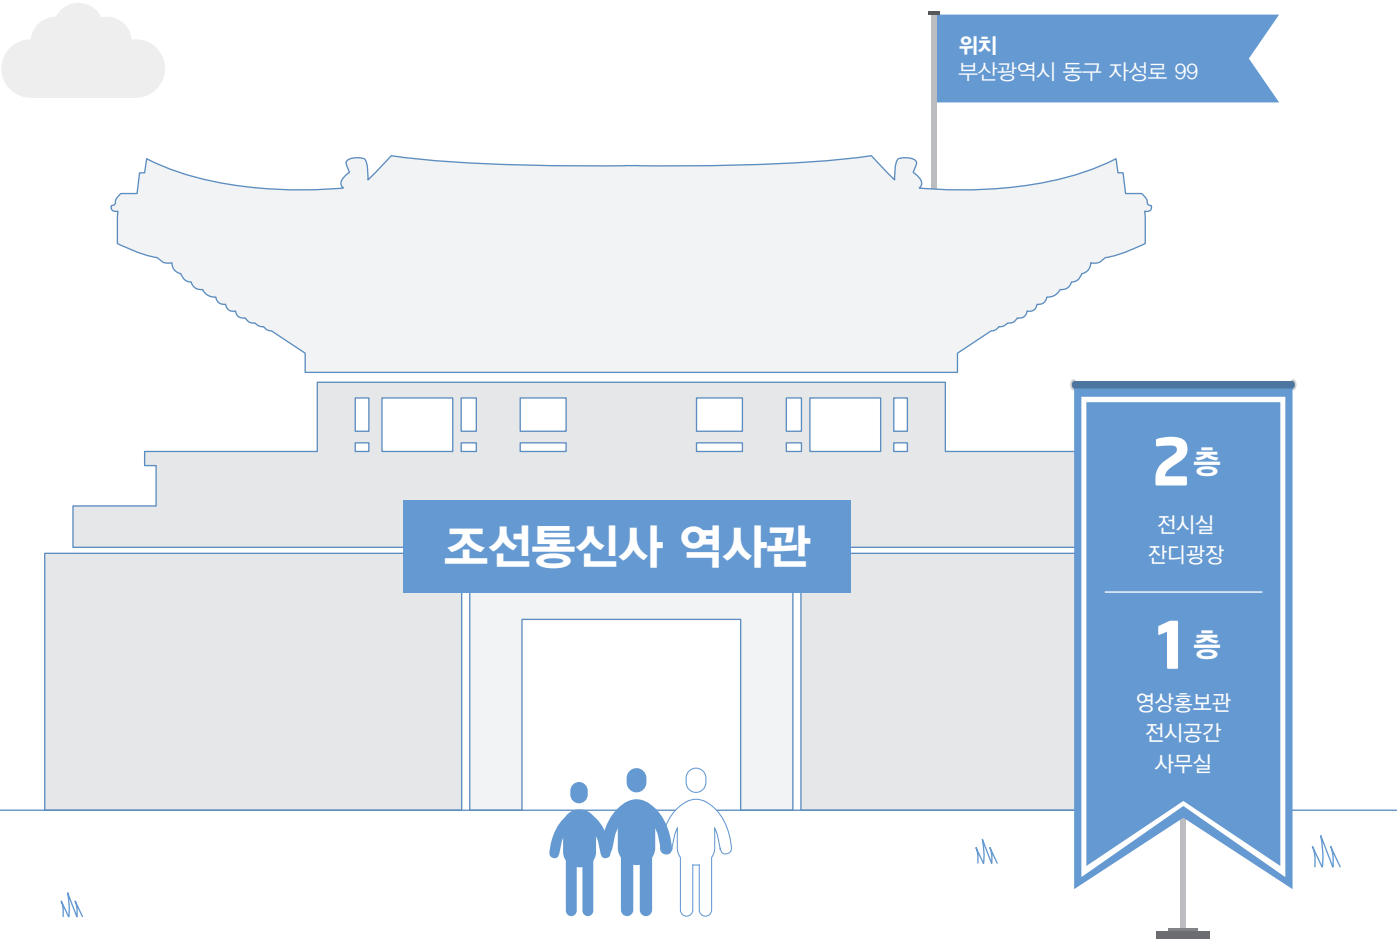 위치
부산광역시 동구 자성로 99
조선통신사 역사관
2층
전시실
잔디광장
1층
영상홍보관
전시공간
사무실